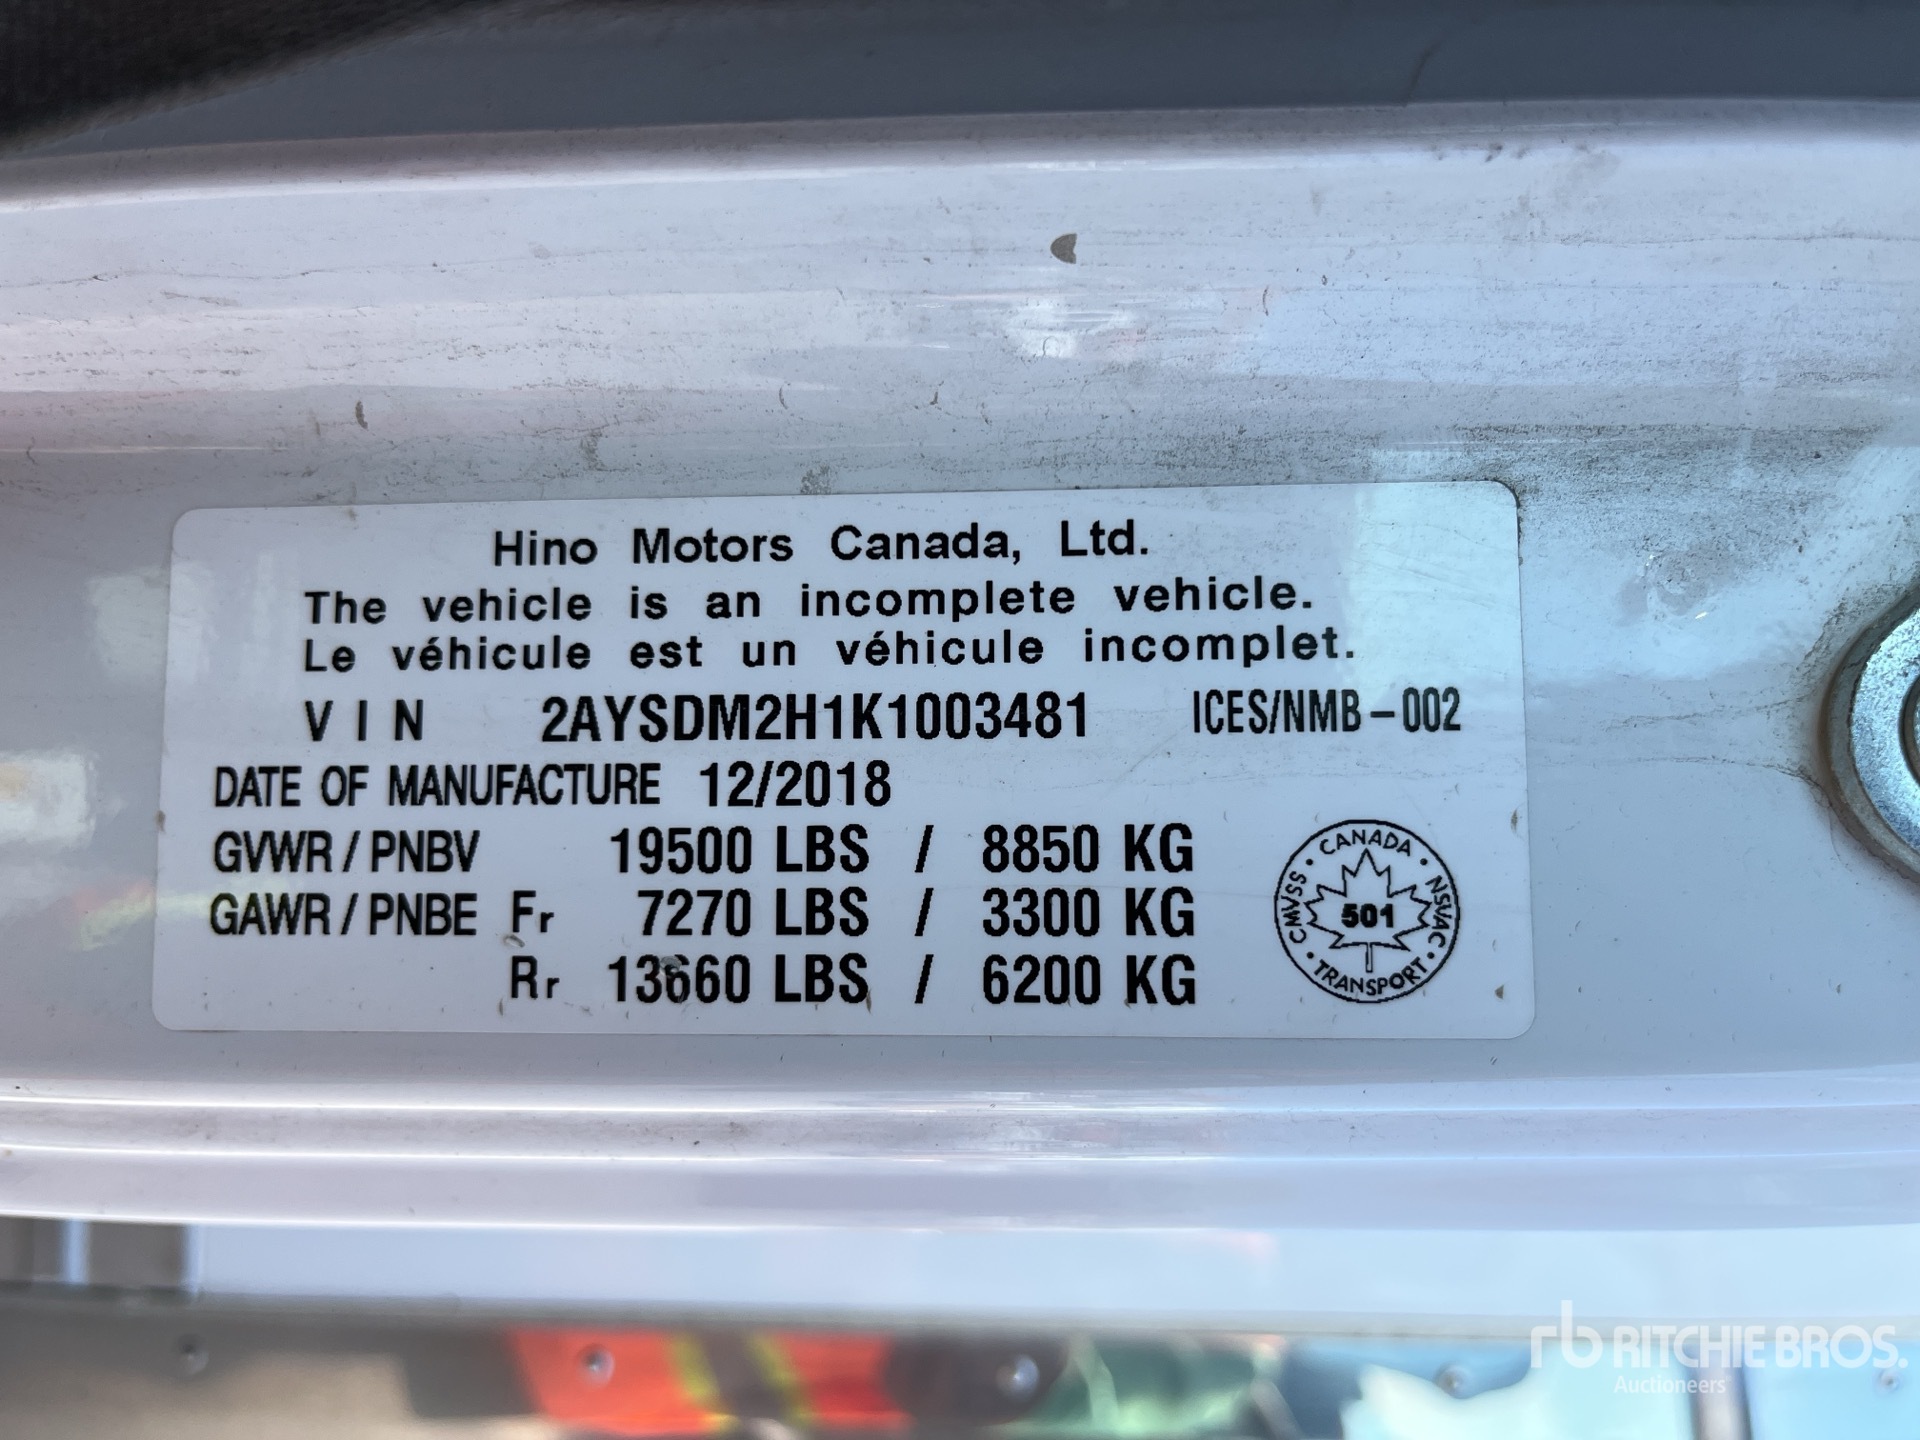 Hino Motors Canada, Ltd.
The vehicle is an incomplete vehicle.
Le véhicule est un véhicule incomplet.
VIN 2AYSDM2H1K1003481 ICES/NMB-002
DATE OF MANUFACTURE 12/2018
GVWR / PNBV 19500 LBS / 8850 KG
GAWR / PNBE Fr 7270 LBS / 3300 KG
Rr 13660 LBS / 6200 KG
CANADA
CMVSS
NSVAC
501
TRANSPORT
rb RITCHIE BROS.
Auctioneers